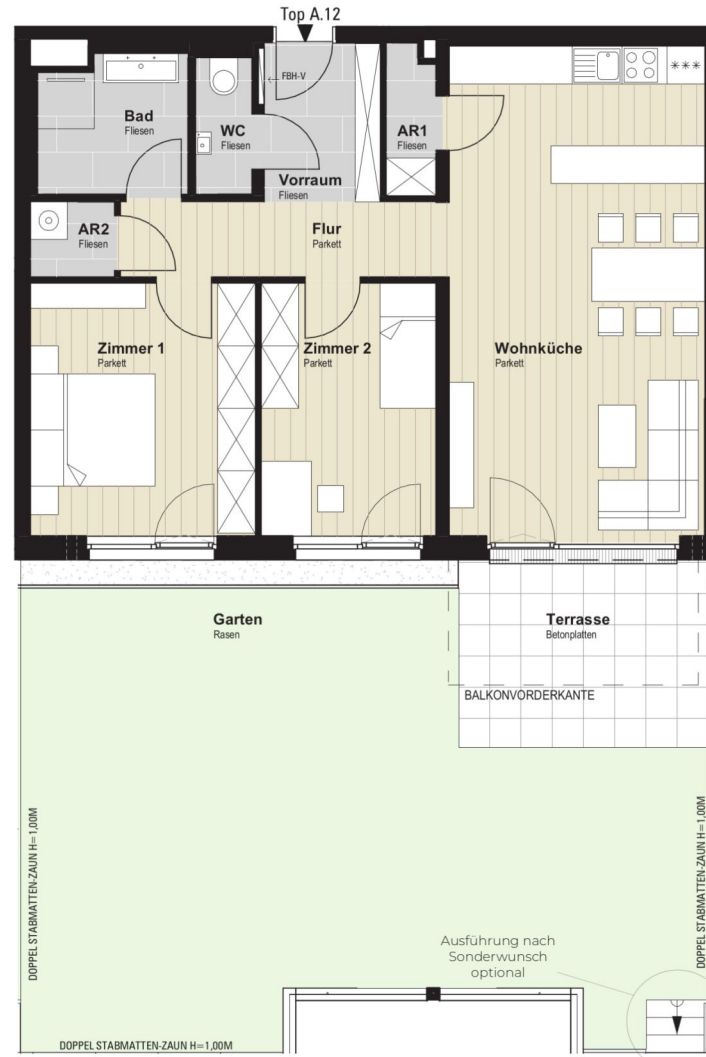 Top A.12
FBH-V
Bad
Fliesen
WC
Fliesen
AR1
Fliesen
***
Vorraum
Fliesen
AR2
Fliesen
Flur
Parkett
Zimmer 1
Parkett
Zimmer 2
Parkett
Wohnküche
Parkett
Garten
Rasen
Terrasse
Betonplatten
BALKONVORDERKANTE
DOPPEL STABMATTEN-ZAUN H=1,00M
DOPPEL STABMATTEN-ZAUN H=1,00M
Ausführung nach
Sonderwunsch
optional
DOPPEL STABMATTEN-ZAUN H=1,00M